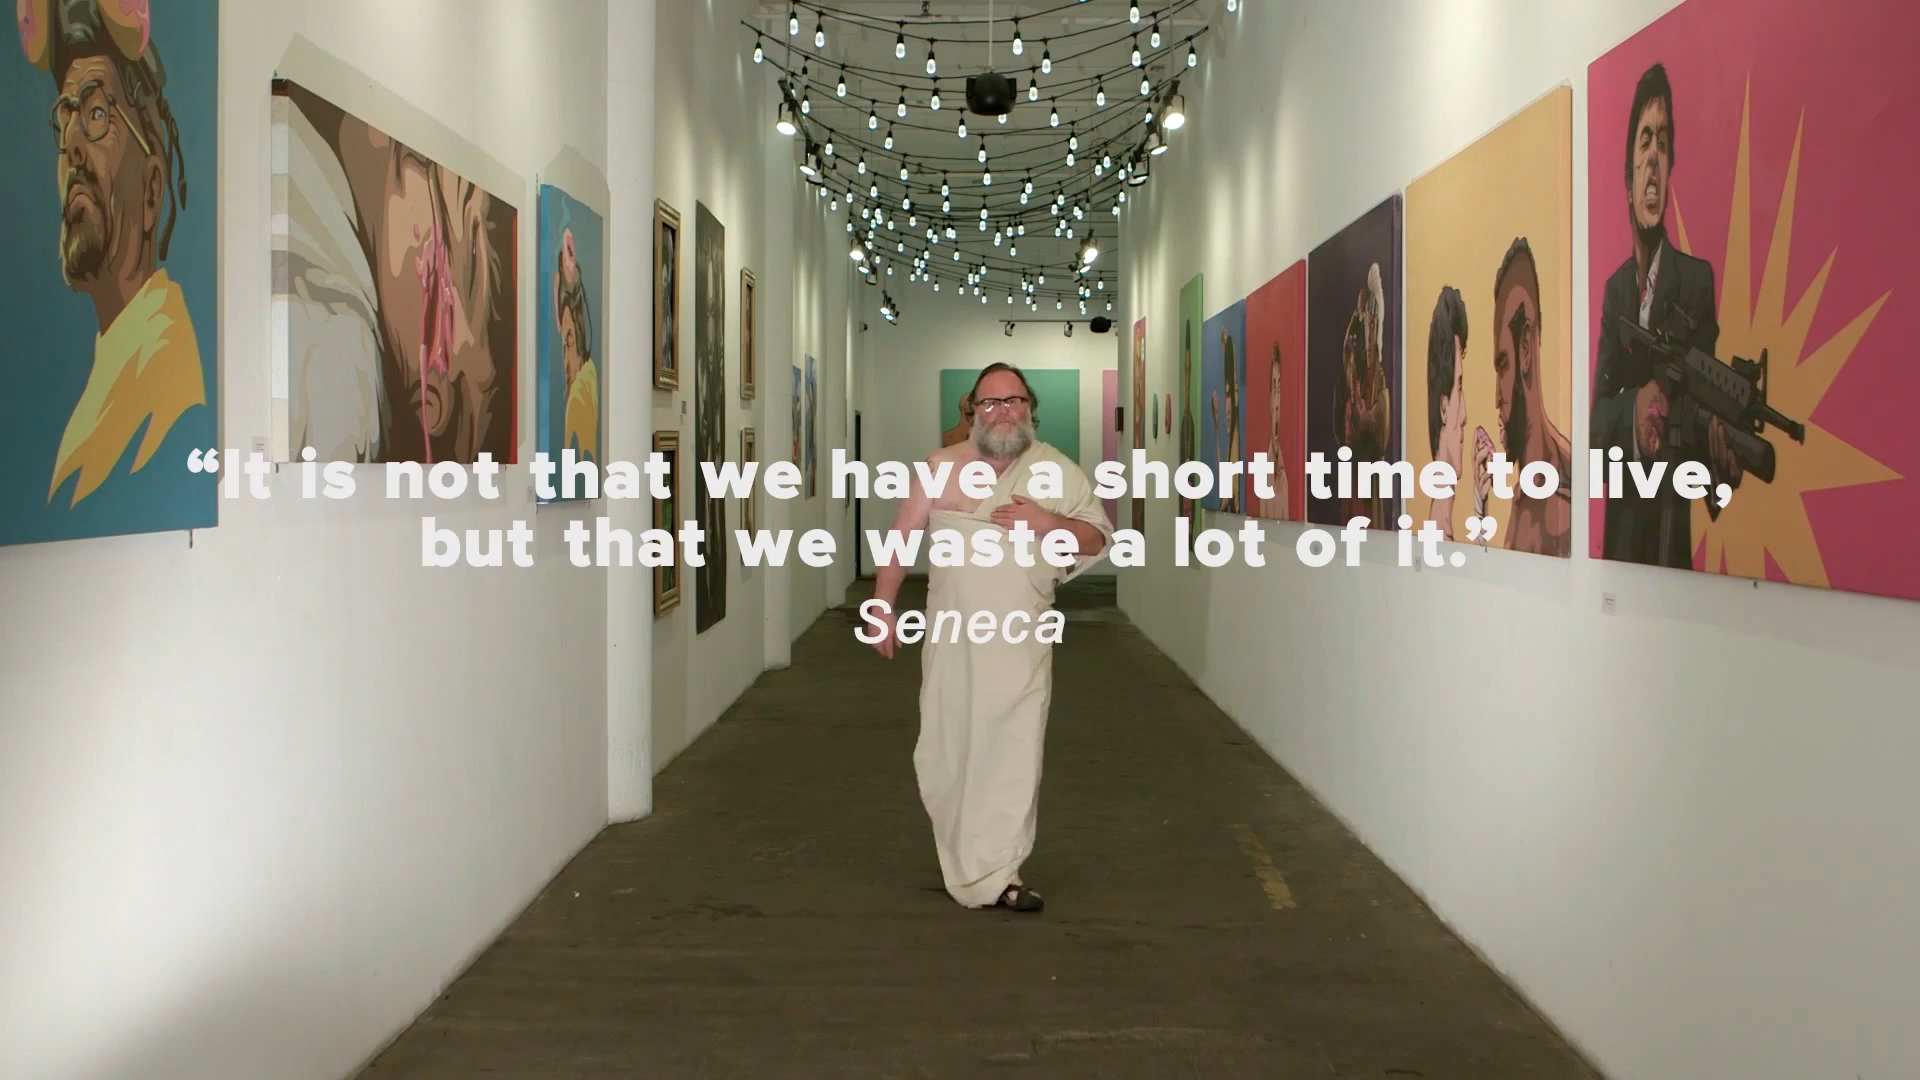 “It is not that we have a short time to live,
but that we waste a lot of it.”
Seneca